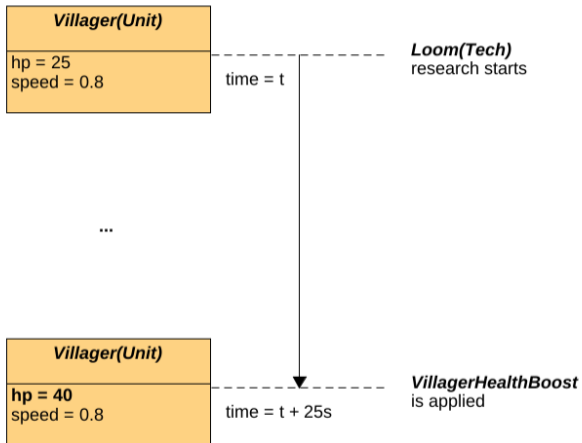 Villager(Unit)
hp = 25
speed = 0.8
time = t
Loom(Tech)
research starts
...
Villager(Unit)
hp = 40
speed = 0.8
time = t + 25s
VillagerHealthBoost
is applied